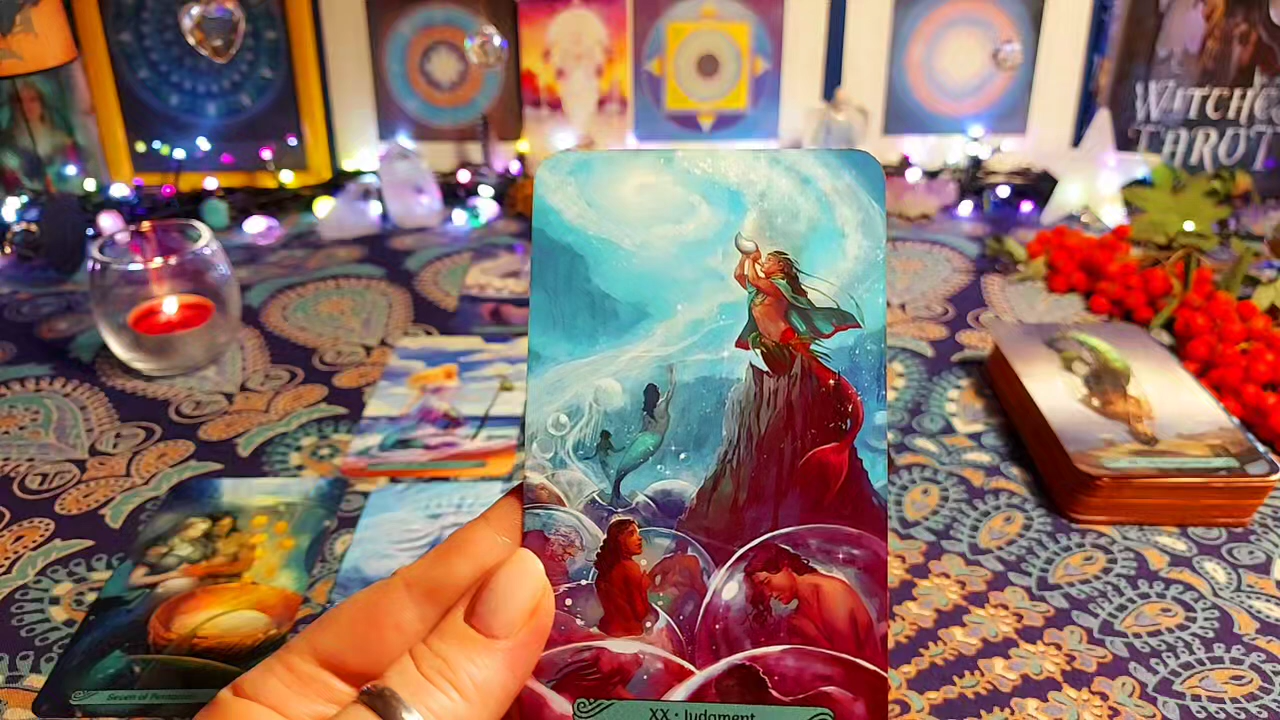 WITCHE
TAROT
Seven of Pentacles
XX • Judgment